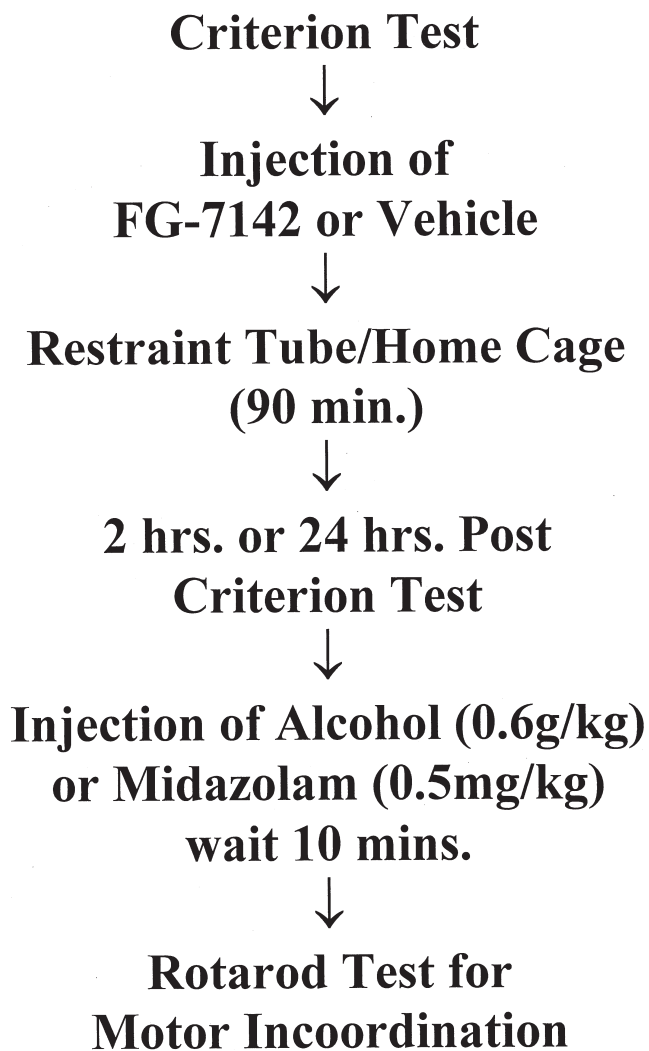 Criterion Test
↓
Injection of
FG-7142 or Vehicle
↓
Restraint Tube/Home Cage
(90 min.)
↓
2 hrs. or 24 hrs. Post
Criterion Test
↓
Injection of Alcohol (0.6g/kg)
or Midazolam (0.5mg/kg)
wait 10 mins.
↓
Rotarod Test for
Motor Incoordination